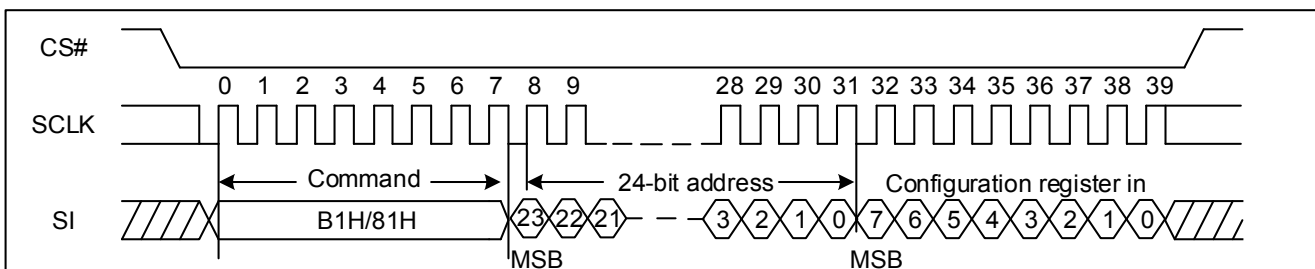 CS#
0 1 2 3 4 5 6 7 8 9 28 29 30 31 32 33 34 35 36 37 38 39
SCLK
Command 24-bit address Configuration register in
SI B1H/81H 23 22 21 3 2 1 0 7 6 5 4 3 2 1 0
MSB MSB